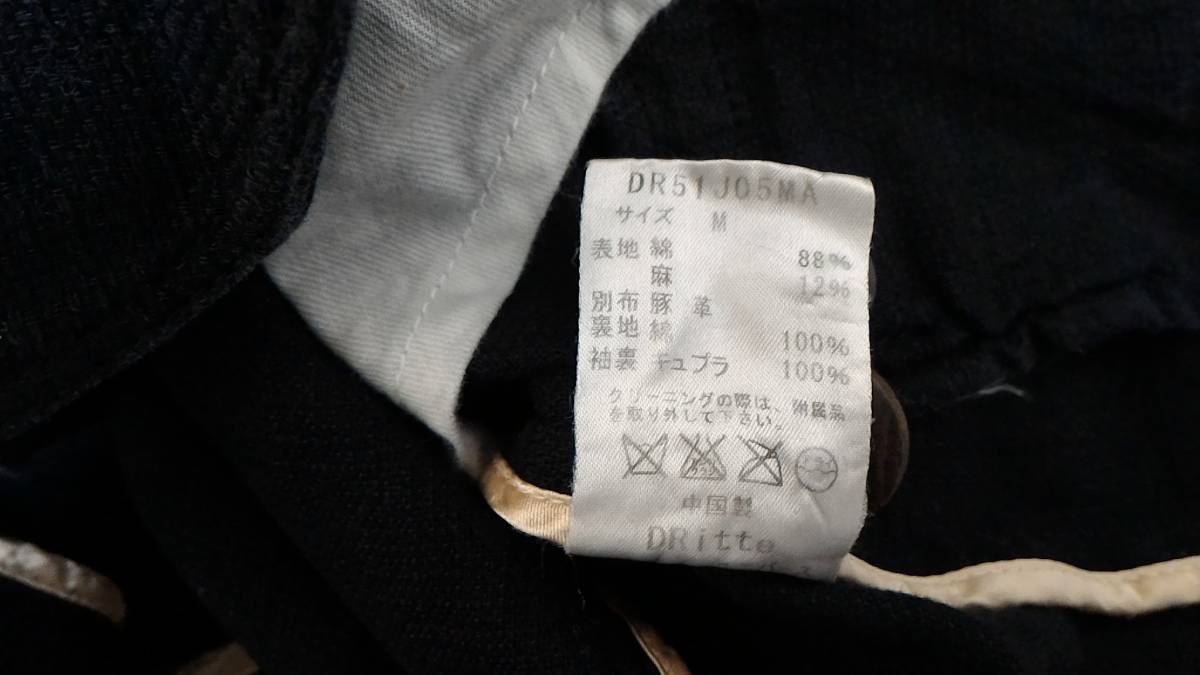 DR51J05MA
サイズ M
表地 綿 88%
麻 12%
別布 豚 革
裏地 綿 100%
袖裏 キュプラ 100%
クリーニングの際は、附属品
を取り外して下さい。
中国製
DRitte